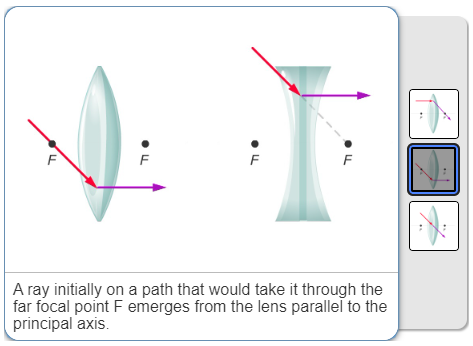 F
F
F
F
A ray initially on a path that would take it through the
far focal point F emerges from the lens parallel to the
principal axis.